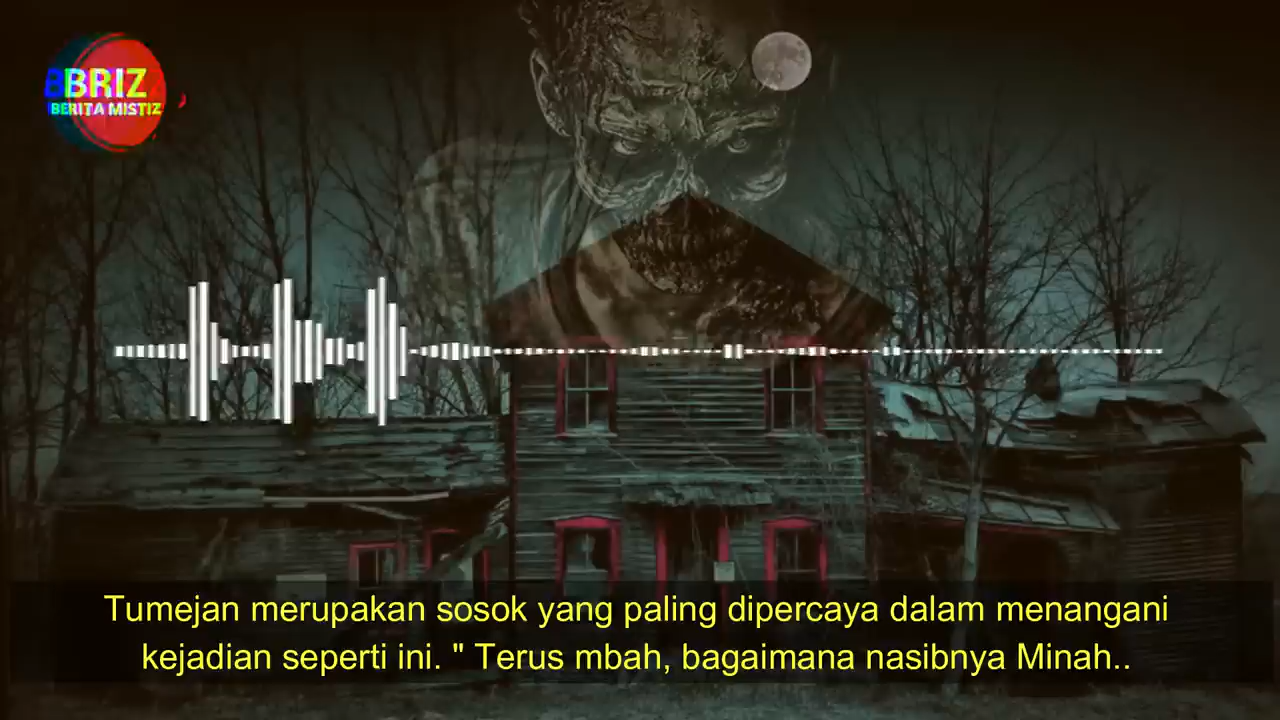 BRIZ
BERITA MISTIZ
Tumejan merupakan sosok yang paling dipercaya dalam menangani
kejadian seperti ini. " Terus mbah, bagaimana nasibnya Minah..